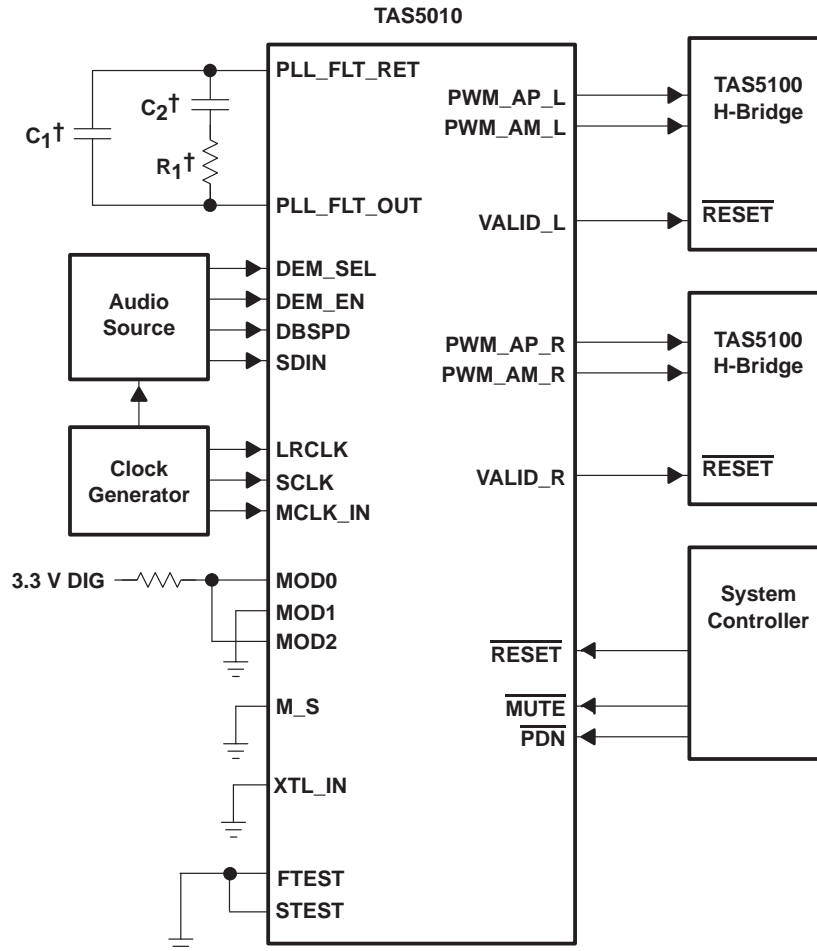 TAS5010
PLL_FLT_RET
C2†
C1†
R1†
PLL_FLT_OUT
DEM_SEL
DEM_EN
DBSPD
SDIN
Audio
Source
LRCLK
SCLK
MCLK_IN
Clock
Generator
3.3 V DIG
MOD0
MOD1
MOD2
M_S
XTL_IN
FTEST
STEST
PWM_AP_L
PWM_AM_L
VALID_L
TAS5100
H-Bridge
RESET
PWM_AP_R
PWM_AM_R
VALID_R
TAS5100
H-Bridge
RESET
RESET
MUTE
PDN
System
Controller